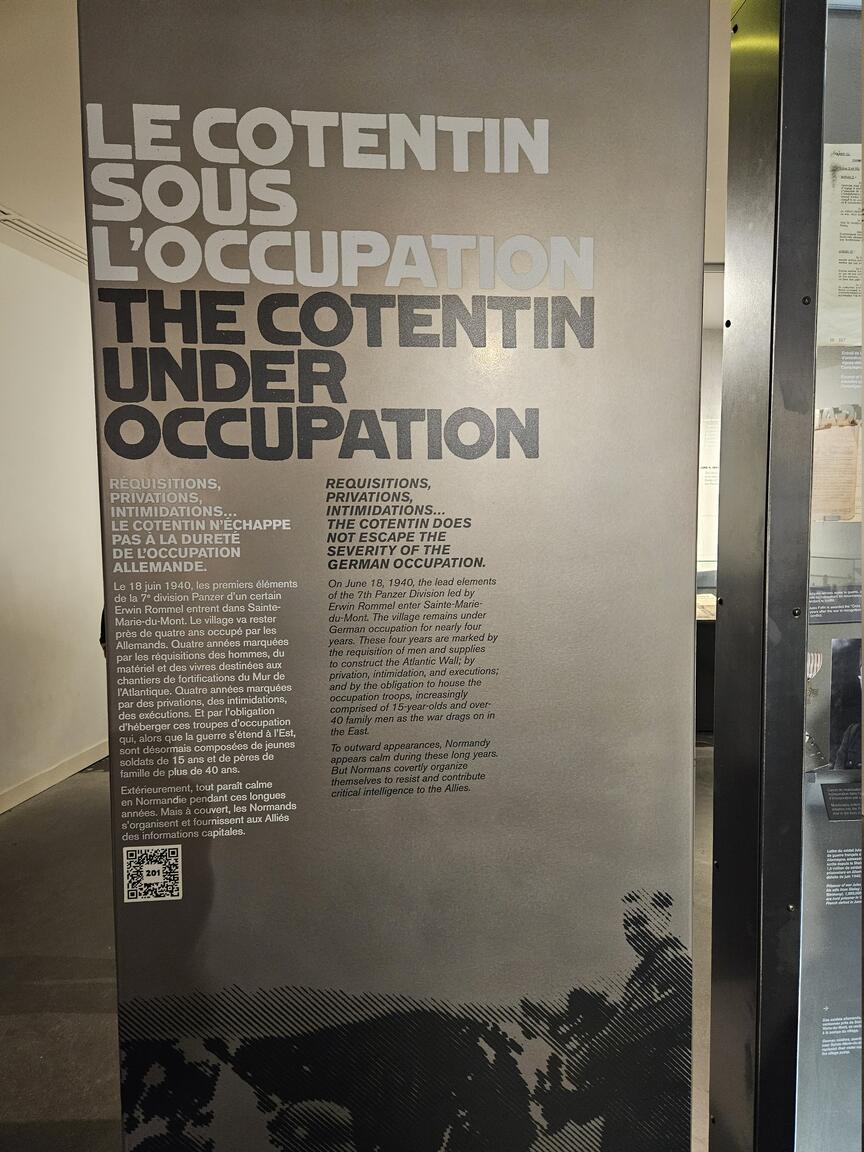 LE COTENTIN
SOUS
L'OCCUPATION
THE COTENTIN
UNDER
OCCUPATION
RÉQUISITIONS,
PRIVATIONS,
INTIMIDATIONS...
LE COTENTIN N'ÉCHAPPE
PAS À LA DURETÉ
DE L'OCCUPATION
ALLEMANDE.
Le 18 juin 1940, les premiers éléments
de la 7e division Panzer d'un certain
Erwin Rommel entrent dans Sainte-
Marie-du-Mont. Le village va rester
près de quatre ans occupé par les
Allemands. Quatre années marquées
par les réquisitions des hommes, du
matériel et des vivres destinées aux
chantiers de fortifications du Mur de
l'Atlantique. Quatre années marquées
par des privations, des intimidations,
des exécutions. Et par l'obligation
d'héberger ces troupes d'occupation
qui, alors que la guerre s'étend à l'Est,
sont désormais composées de jeunes
soldats de 15 ans et de pères de
famille de plus de 40 ans.
Extérieurement, tout paraît calme
en Normandie pendant ces longues
années. Mais à couvert, les Normands
s'organisent et fournissent aux Alliés
des informations capitales.
201
REQUISITIONS,
PRIVATIONS,
INTIMIDATIONS...
THE COTENTIN DOES
NOT ESCAPE THE
SEVERITY OF THE
GERMAN OCCUPATION.
On June 18, 1940, the lead elements
of the 7th Panzer Division led by
Erwin Rommel enter Sainte-Marie-
du-Mont. The village remains under
German occupation for nearly four
years. These four years are marked by
the requisition of men and supplies
to construct the Atlantic Wall; by
privation, intimidation, and executions;
and by the obligation to house the
occupation troops, increasingly
comprised of 15-year-olds and over-
40 family men as the war drags on in
the East.
To outward appearances, Normandy
appears calm during these long years.
But Normans covertly organize
themselves to resist and contribute
critical intelligence to the Allies.